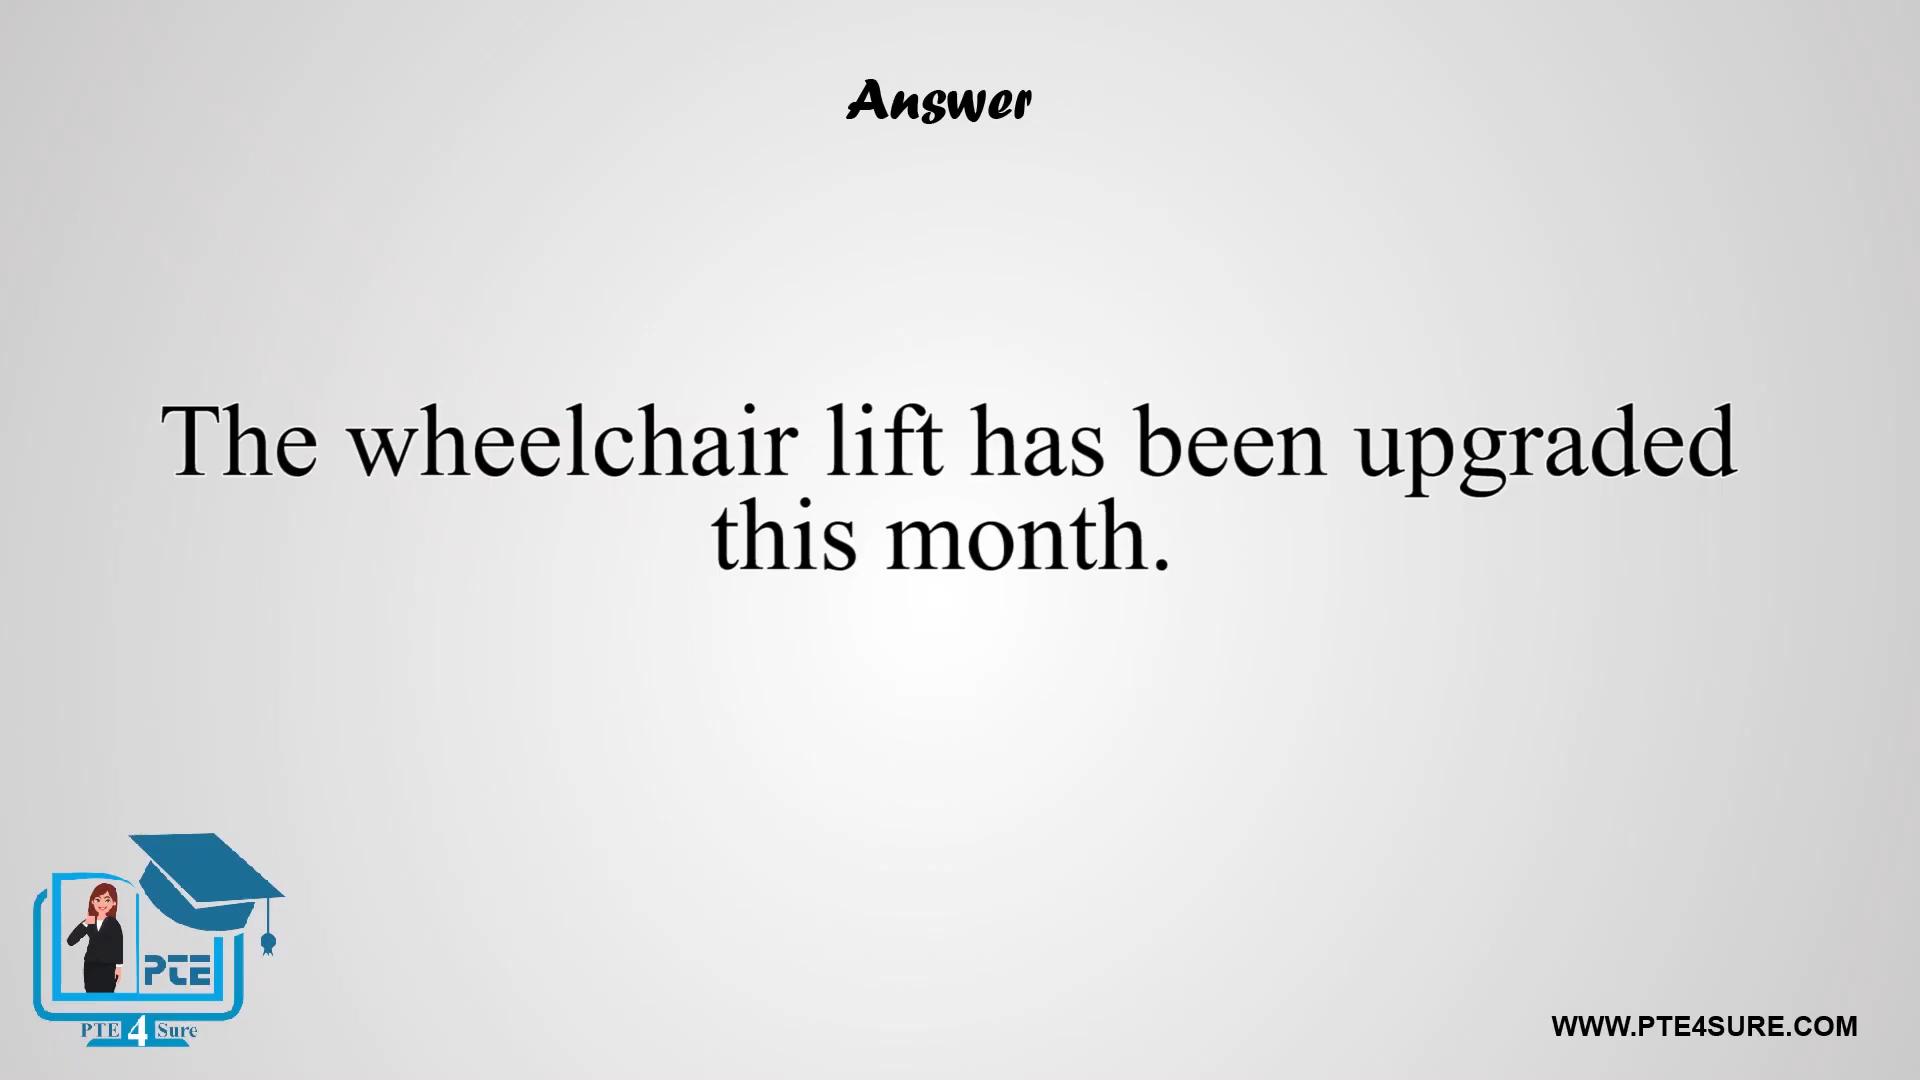 Answer
The wheelchair lift has been upgraded
this month.
PTE
PTE 4 Sure
WWW.PTE4SURE.COM